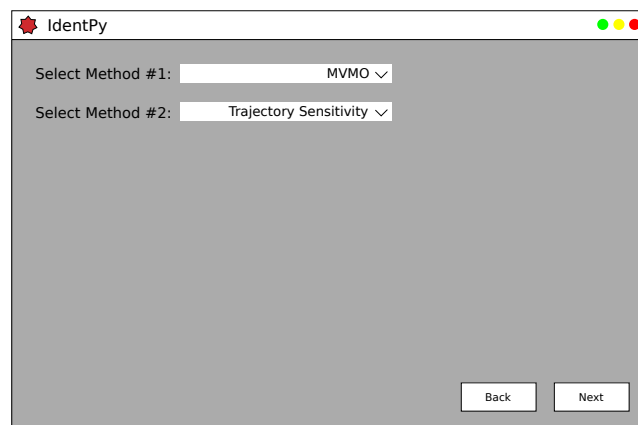 IdentPy
Select Method #1: MVMO
Select Method #2: Trajectory Sensitivity
Back Next